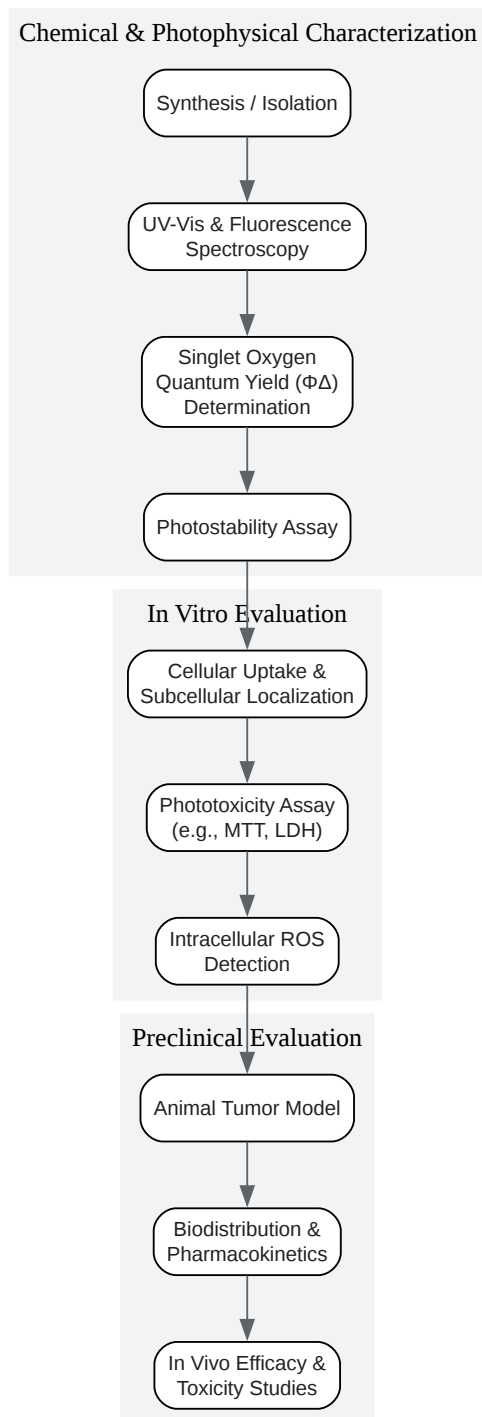 Chemical & Photophysical Characterization
Synthesis / Isolation
UV-Vis & Fluorescence
Spectroscopy
Singlet Oxygen
Quantum Yield (ΦΔ)
Determination
Photostability Assay
In Vitro Evaluation
Cellular Uptake &
Subcellular Localization
Phototoxicity Assay
(e.g., MTT, LDH)
Intracellular ROS
Detection
Preclinical Evaluation
Animal Tumor Model
Biodistribution &
Pharmacokinetics
In Vivo Efficacy &
Toxicity Studies